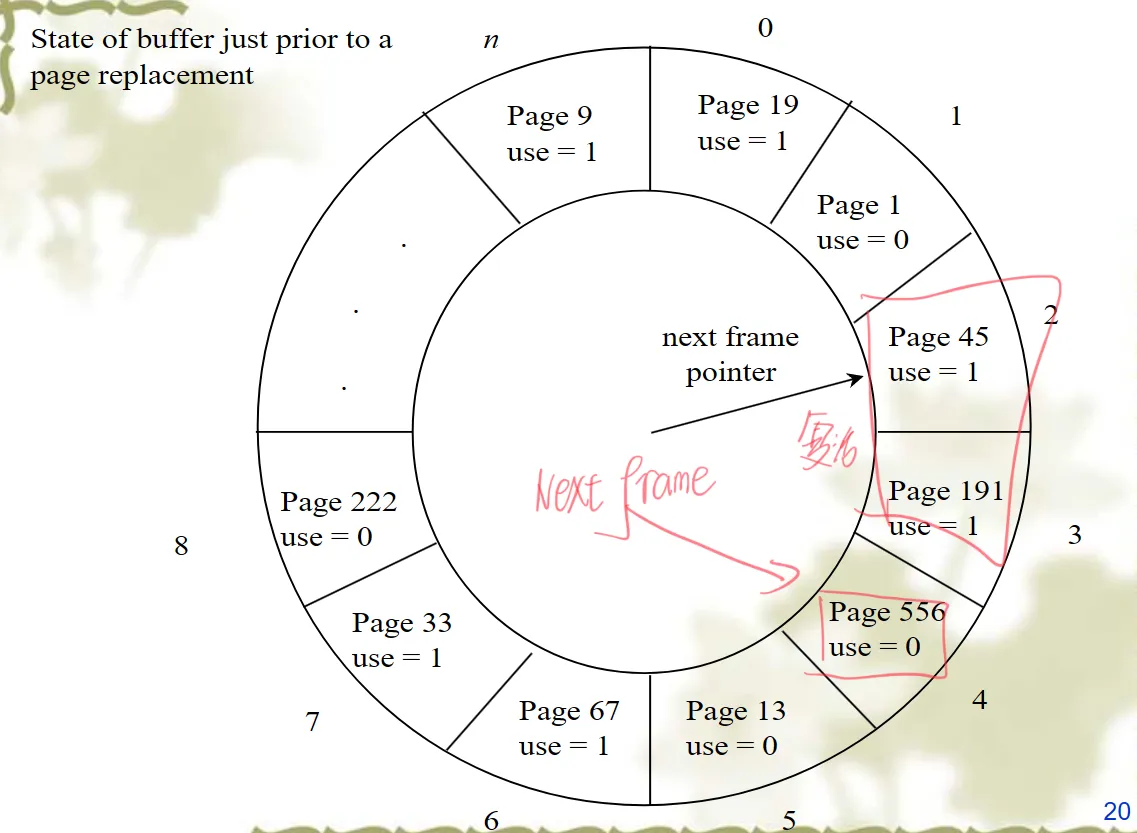 State of buffer just prior to a
page replacement
n
0
Page 9
use = 1
Page 19
use = 1
1
Page 1
use = 0
2
Page 45
use = 1
next frame
pointer
复活
Next frame
Page 191
use = 1
3
Page 222
use = 0
8
Page 556
use = 0
4
Page 33
use = 1
7
Page 67
use = 1
6
Page 13
use = 0
5
20